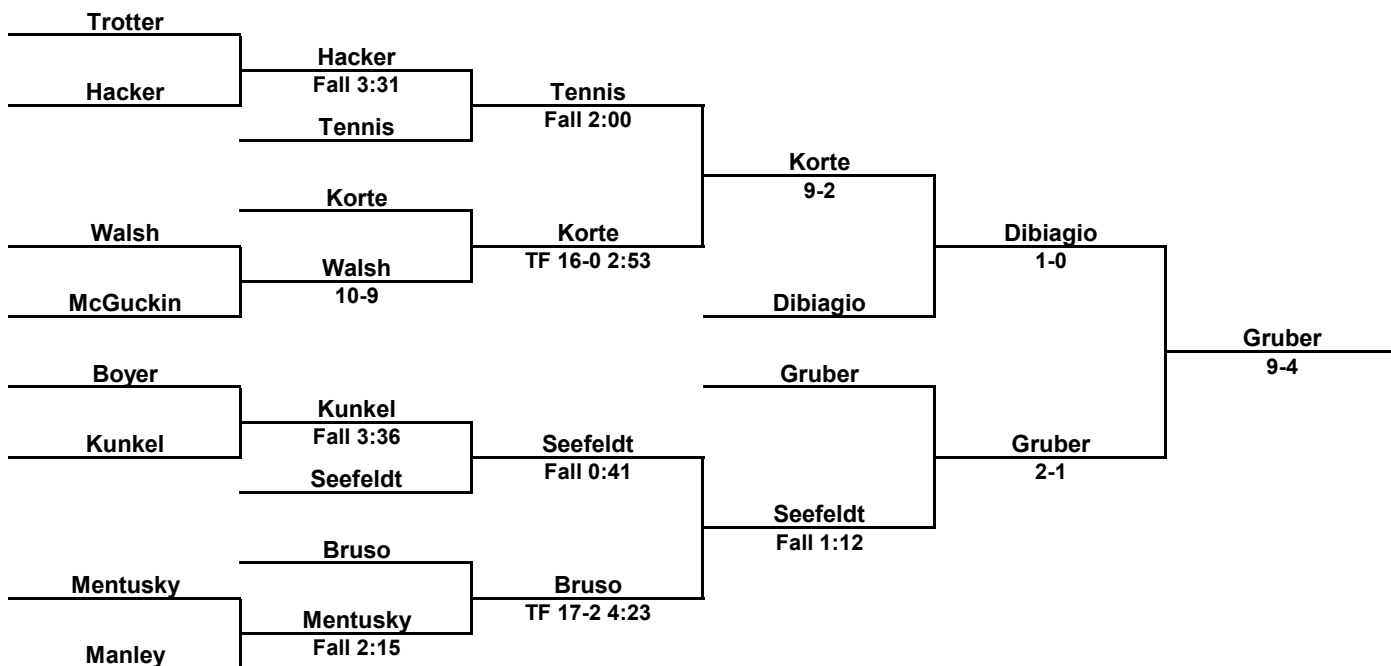 Trotter
Hacker
Fall 3:31
Hacker
Tennis
Fall 2:00
Tennis
Korte
9-2
Korte
Walsh
Korte
TF 16-0 2:53
Dibiagio
1-0
Walsh
10-9
McGuckin
Dibiagio
Gruber
9-4
Boyer
Gruber
Kunkel
Fall 3:36
Kunkel
Seefeldt
Fall 0:41
Gruber
2-1
Seefeldt
Seefeldt
Fall 1:12
Bruso
Mentusky
Bruso
TF 17-2 4:23
Mentusky
Fall 2:15
Manley